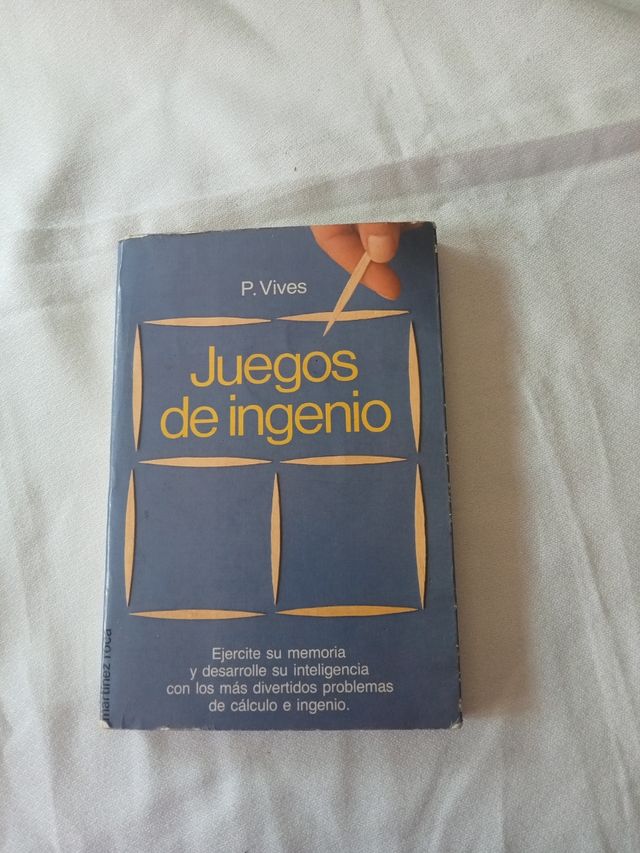 P. Vives
Juegos
de ingenio
Ejercite su memoria
y desarrolle su inteligencia
con los más divertidos problemas
de cálculo e ingenio.
martínez roca